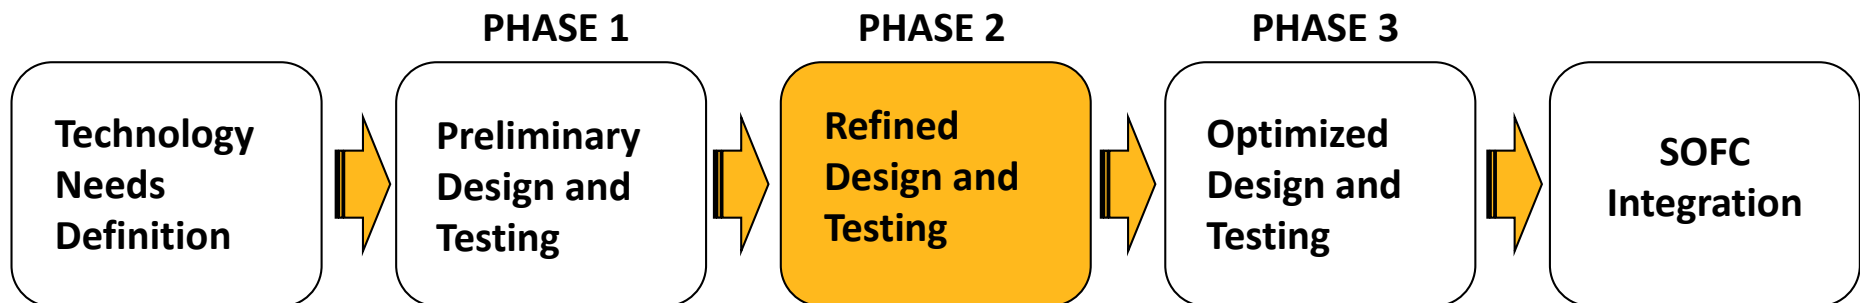 PHASE 1
PHASE 2
PHASE 3
Technology
Needs
Definition
Preliminary
Design and
Testing
Refined
Design and
Testing
Optimized
Design and
Testing
SOFC
Integration